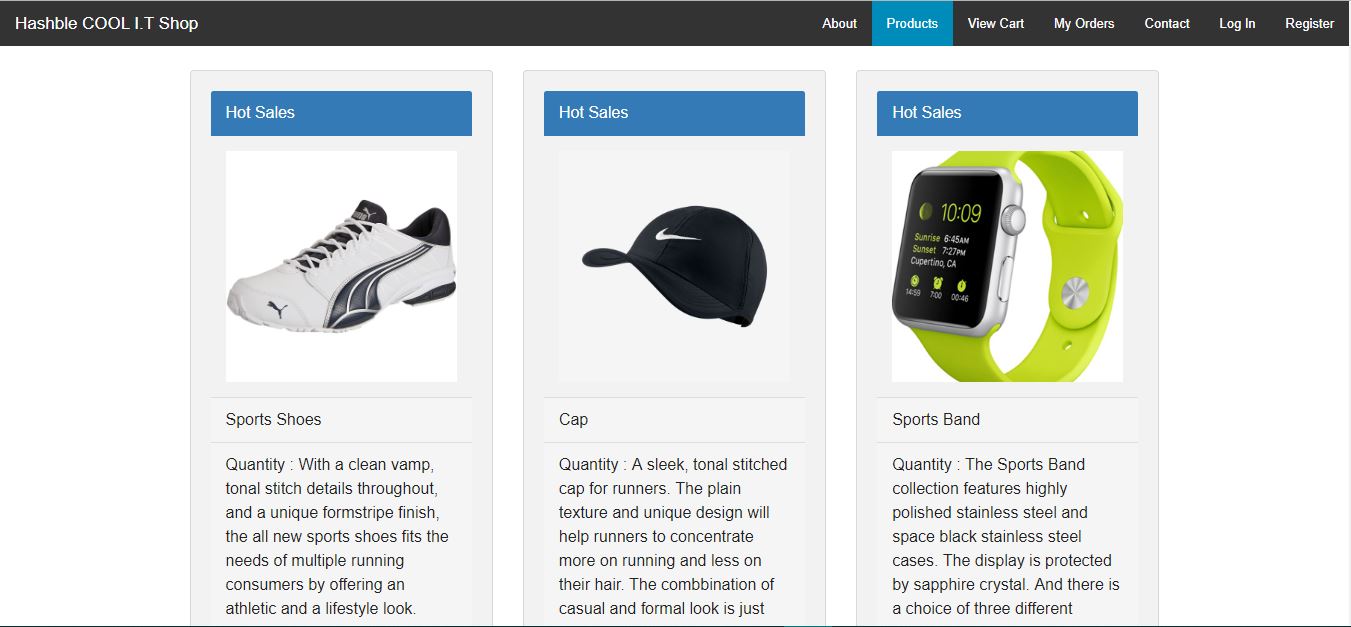 Hashble COOL I.T Shop
About Products View Cart My Orders Contact Log In Register
Hot Sales
PUMA
Sports Shoes
Quantity : With a clean vamp,
tonal stitch details throughout,
and a unique formstripe finish,
the all new sports shoes fits the
needs of multiple running
consumers by offering an
athletic and a lifestyle look.
Hot Sales
Cap
Quantity : A sleek, tonal stitched
cap for runners. The plain
texture and unique design will
help runners to concentrate
more on running and less on
their hair. The combbination of
casual and formal look is just
Hot Sales
10:09
Sunrise 6:45AM
Sunset 7:27PM
Cupertino, CA
14:59 7:00 00:46
Sports Band
Quantity : The Sports Band
collection features highly
polished stainless steel and
space black stainless steel
cases. The display is protected
by sapphire crystal. And there is
a choice of three different